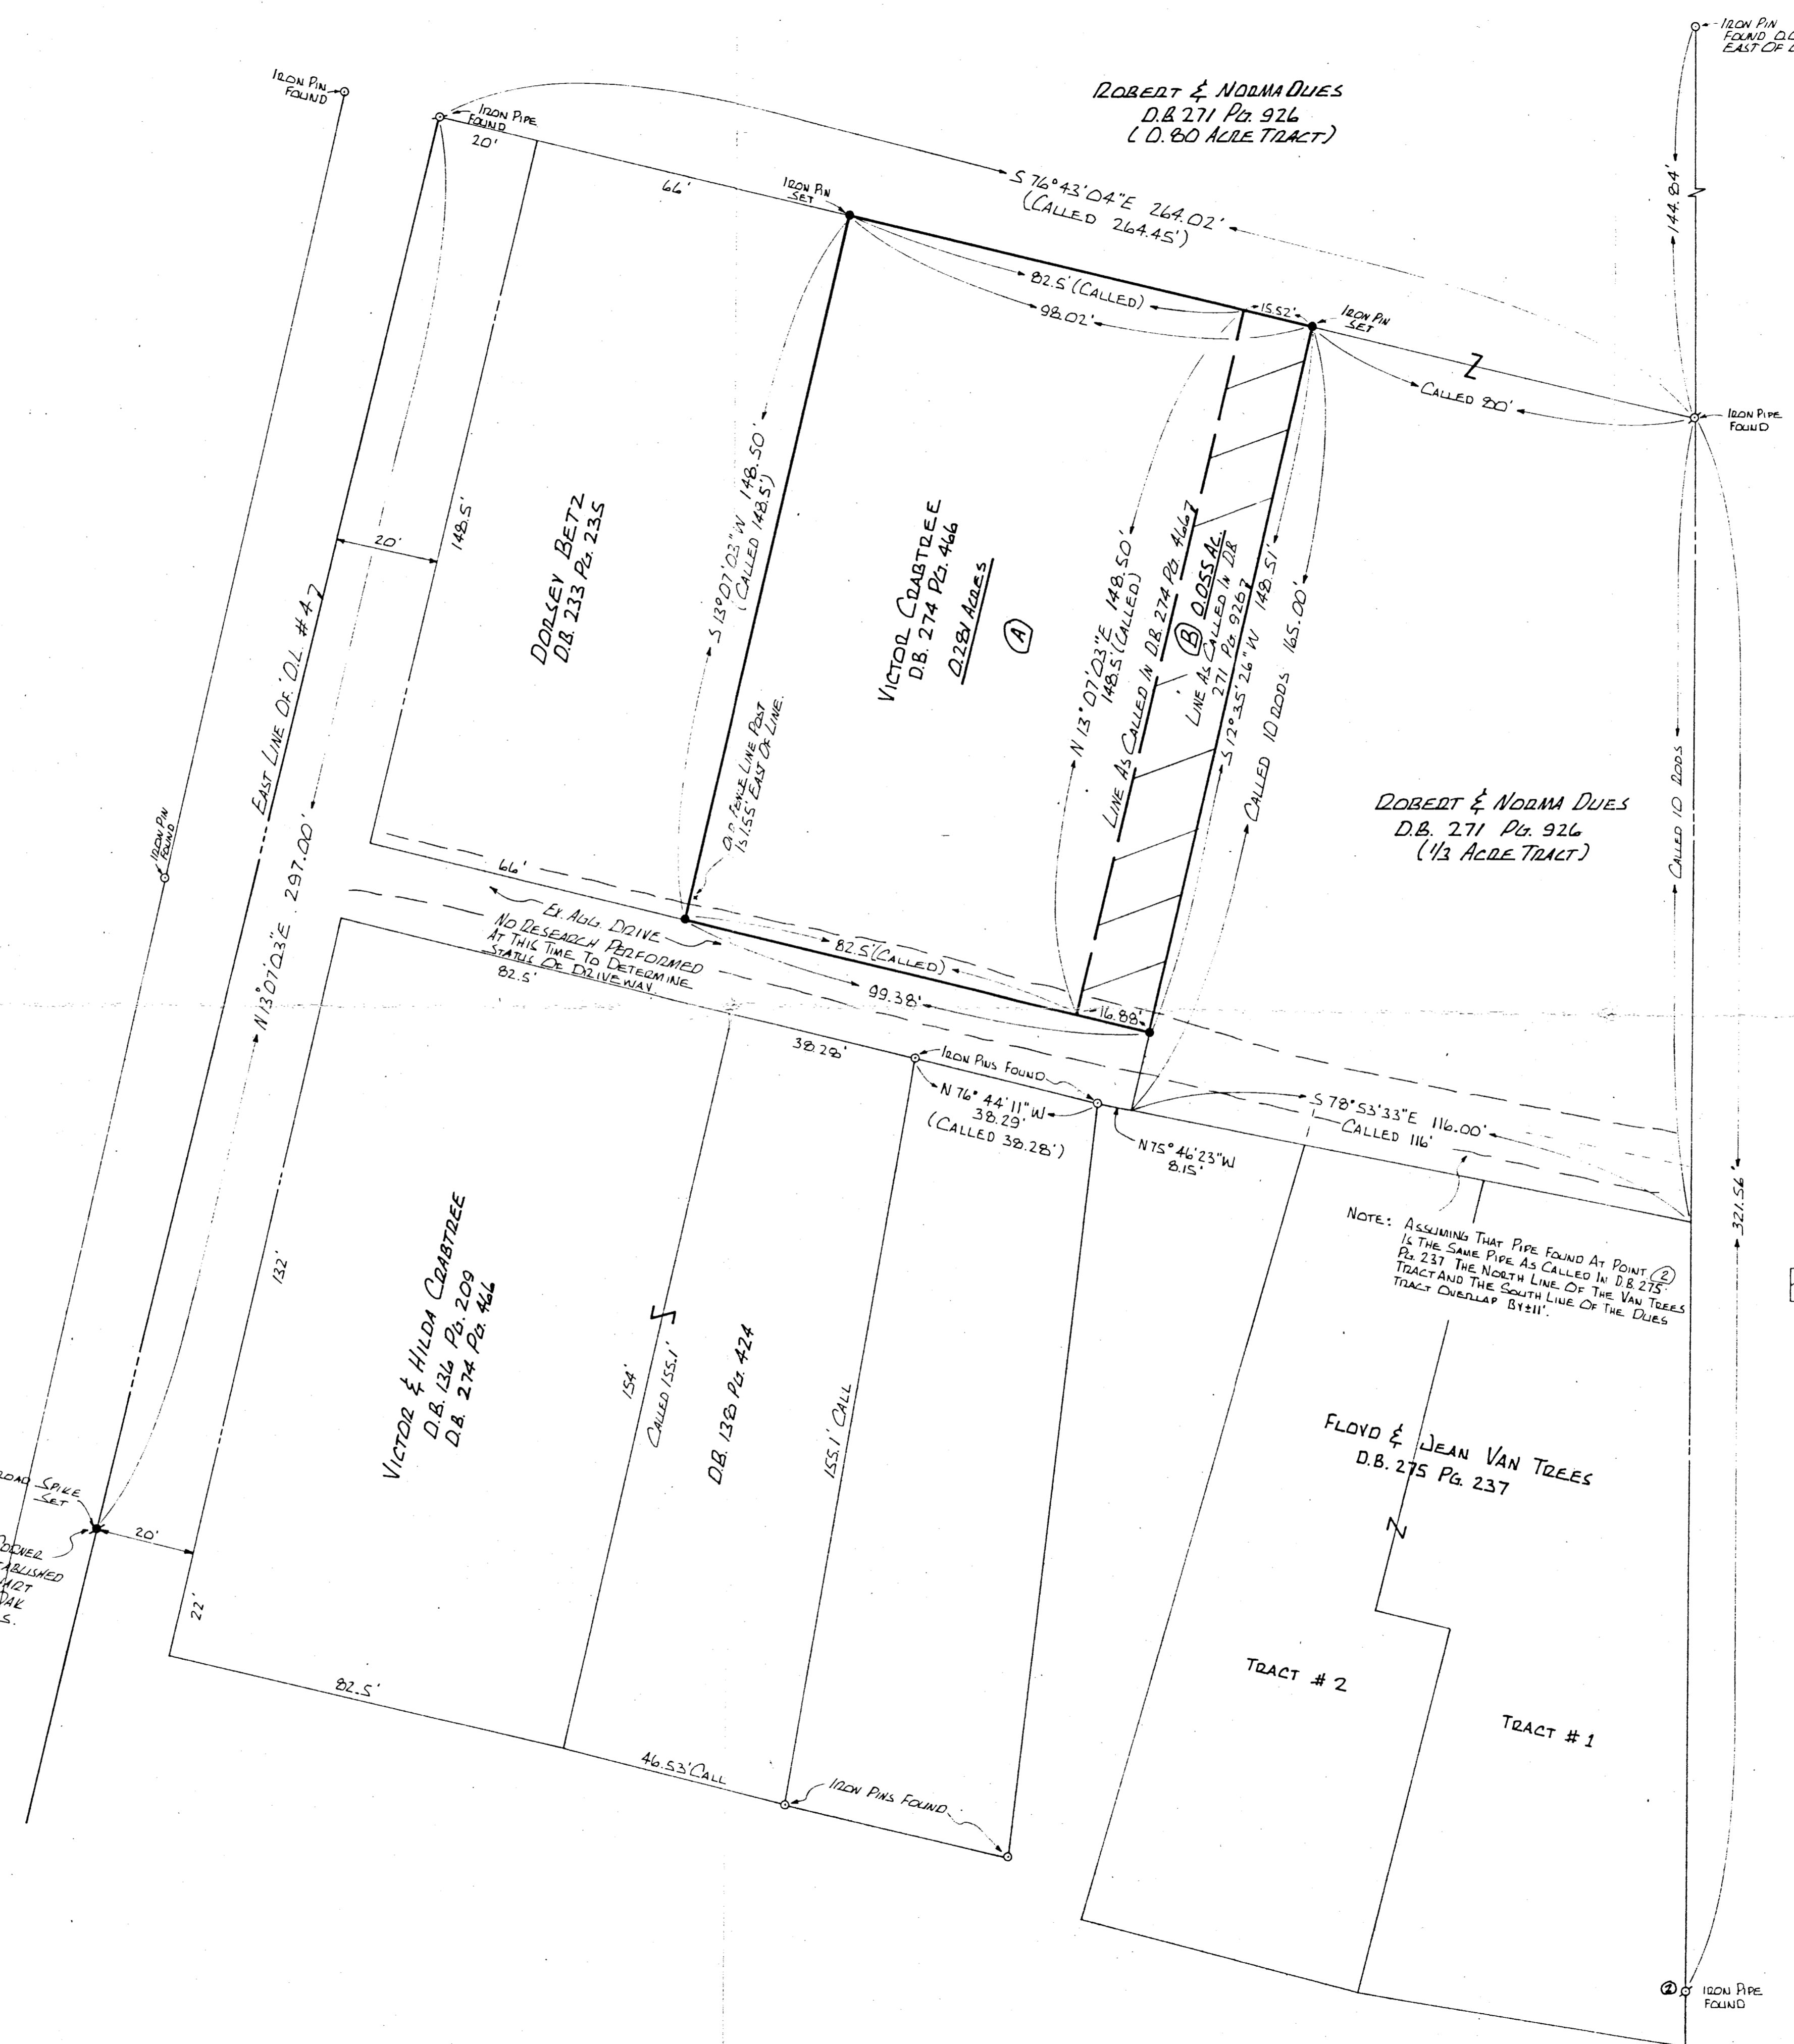 IRON PIN
FOUND
IRON PIPE
FOUND
20'
66'
IRON PIN
SET
ROBERT & NORMA DUES
D.B. 271 PG. 926
(0.80 ACRE TRACT)
IRON PIN
FOUND
EAST OF
S 76° 43' 04" E 264.02'
(CALLED 264.45')
144.84'
82.5' (CALLED)
98.02'
15.52'
IRON PIN
SET
CALLED 80'
IRON PIPE
FOUND
20'
148.5'
DORSEY BETZ
D.B. 233 PG. 235
S 13° 07' 03" W 148.50'
(CALLED 148.5')
VICTOR CRABTREE
D.B. 274 PG. 466
0.281 ACRES
A
N 13° 07' 03" E 148.50'
148.5' (CALLED)
LINE AS CALLED IN D.B. 274 PG. 466
B 0.055 AC.
LINE AS CALLED IN D.B.
271 PG. 926
S 12° 35' 26" W 148.51'
CALLED 10 RODS 165.00'
EAST LINE OF O.L. #47
N 13° 07' 03" E 297.00'
IRON PIN
FOUND
OLD FENCE LINE POST
IS 1.55' EAST OF LINE.
ROBERT & NORMA DUES
D.B. 271 PG. 926
(1/3 ACRE TRACT)
CALLED 10 RODS
321.56'
66'
EX. AGG. DRIVE
NO RESEARCH PERFORMED
AT THIS TIME TO DETERMINE
STATUS OF DRIVEWAY.
82.5'
82.5' (CALLED)
99.38'
16.88'
38.28'
IRON PINS FOUND
N 76° 44' 11" W
38.29'
(CALLED 38.28')
N 75° 46' 23" W
8.15'
S 78° 53' 33" E 116.00'
CALLED 116'
NOTE: ASSUMING THAT PIPE FOUND AT POINT 2
IS THE SAME PIPE AS CALLED IN D.B. 275
PG. 237 THE NORTH LINE OF THE VAN TREES
TRACT AND THE SOUTH LINE OF THE DUES
TRACT OVERLAP BY ±11'.
132'
VICTOR & HILDA CRABTREE
D.B. 136 PG. 209
D.B. 274 PG. 466
154'
CALLED 155.1'
D.B. 138 PG. 424
155.1' CALL
FLOYD & JEAN VAN TREES
D.B. 275 PG. 237
SPIKE
SET
20'
22'
82.5'
46.53' CALL
IRON PINS FOUND
TRACT #2
TRACT #1
2 IRON PIPE
FOUND